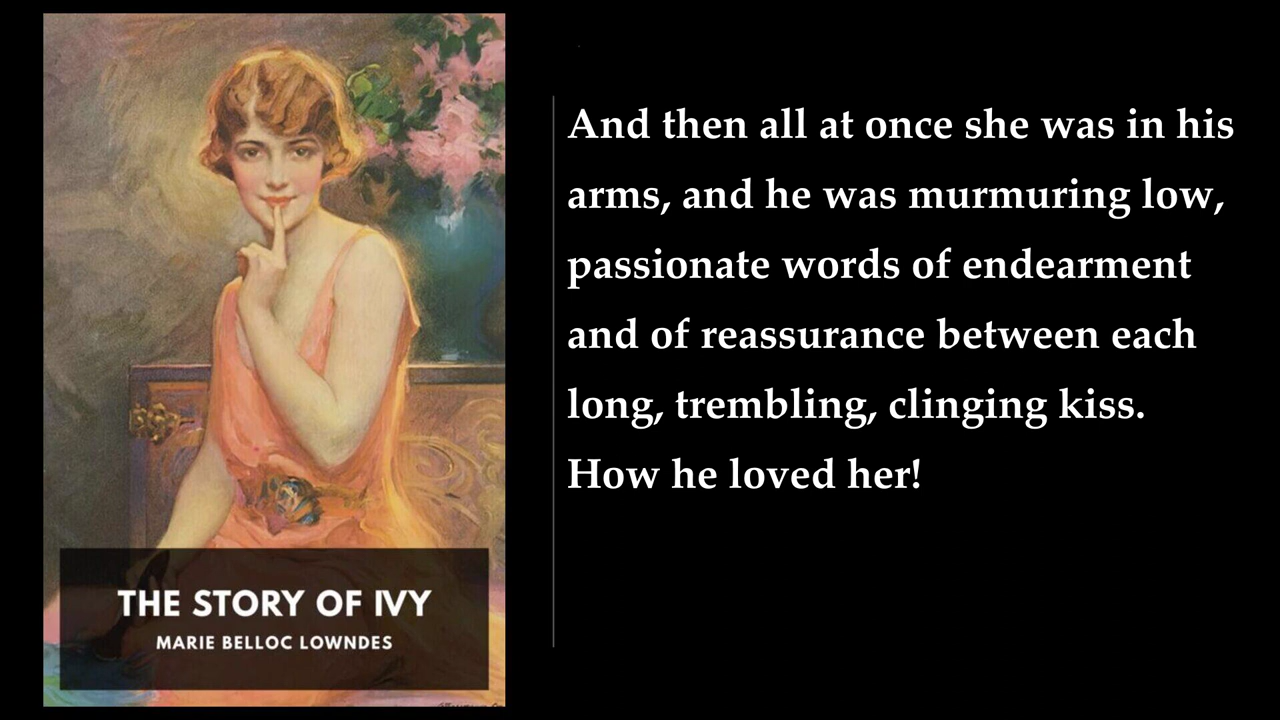 THE STORY OF IVY
MARIE BELLOC LOWNDES
And then all at once she was in his
arms, and he was murmuring low,
passionate words of endearment
and of reassurance between each
long, trembling, clinging kiss.
How he loved her!